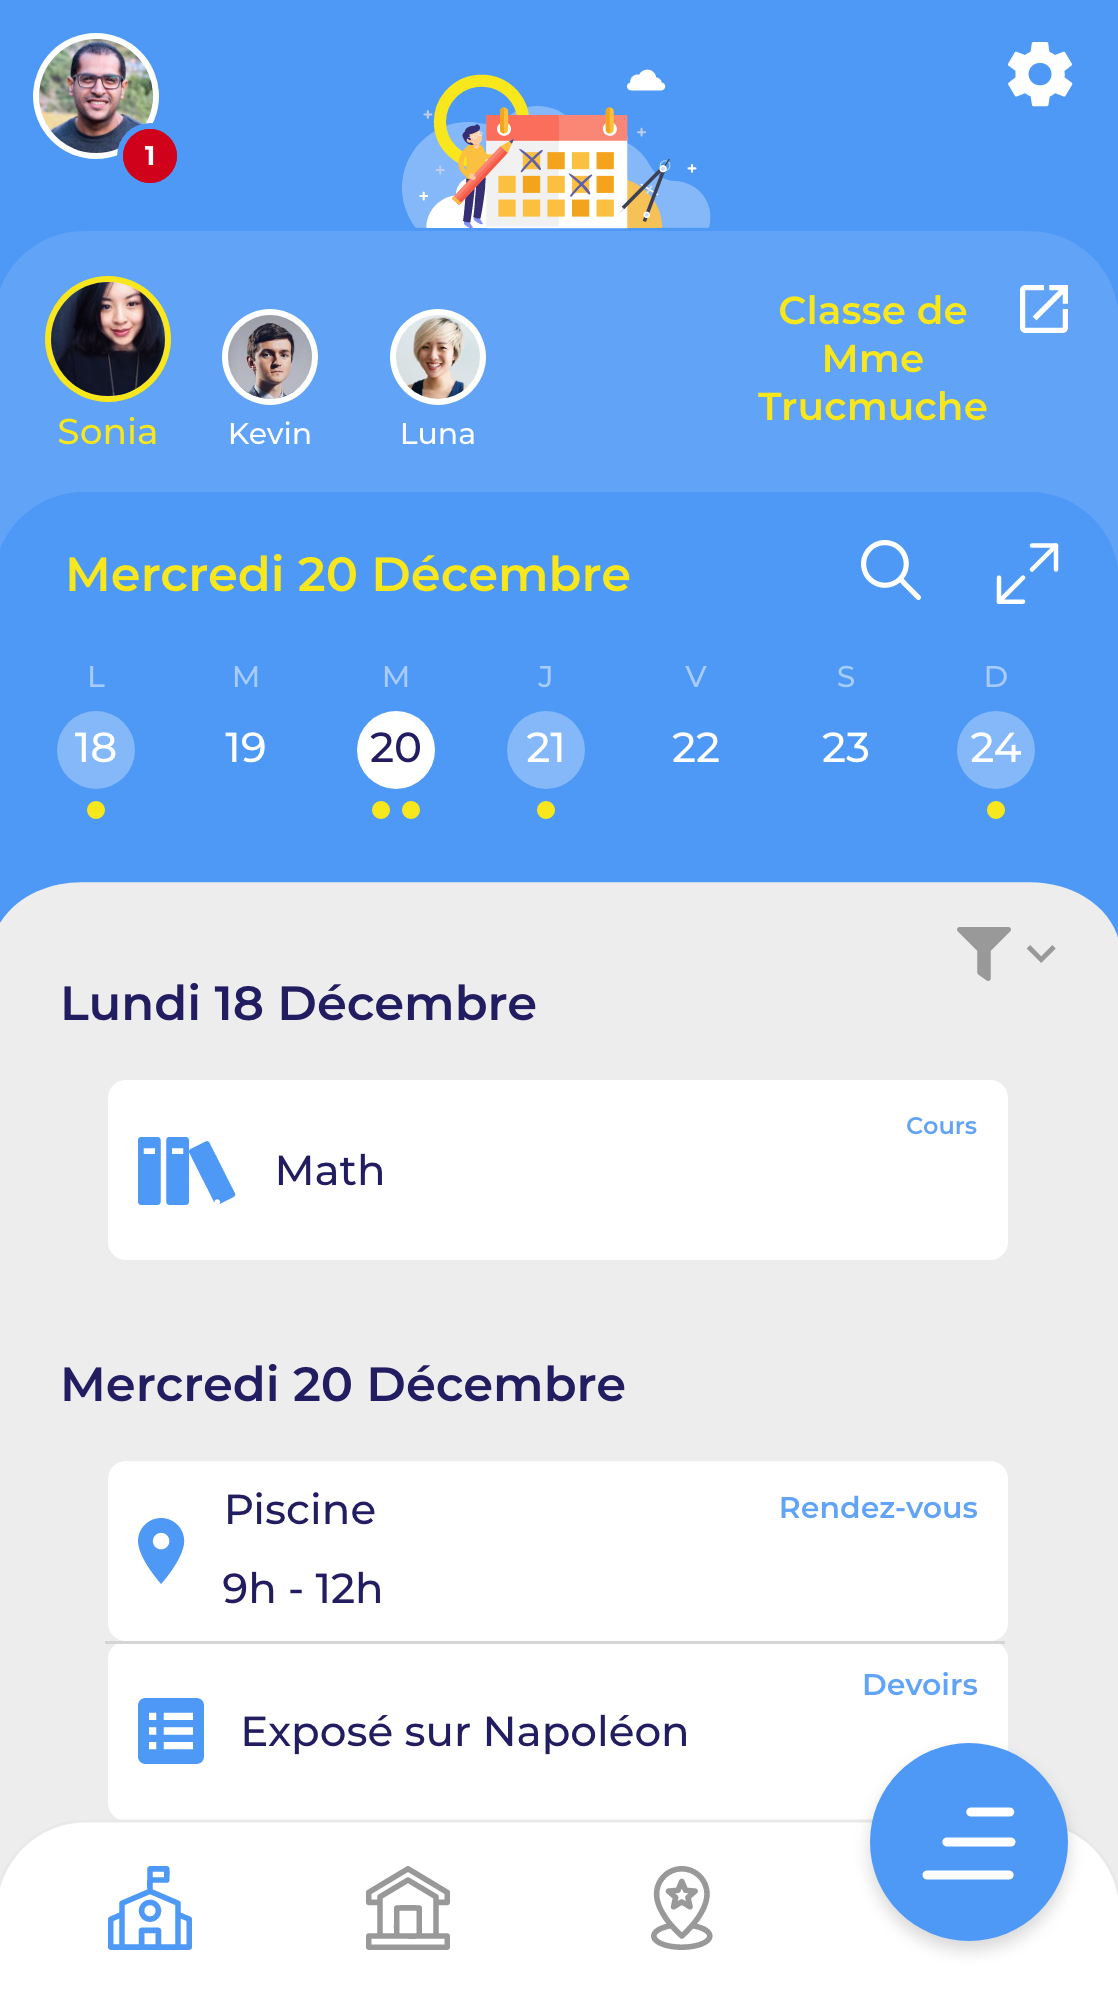 1
Classe de
Mme
Trucmuche
Sonia
Kevin
Luna
Mercredi 20 Décembre
L M M J V S D
18 19 20 21 22 23 24
Lundi 18 Décembre
Cours
Math
Mercredi 20 Décembre
Piscine
Rendez-vous
9h - 12h
Devoirs
Exposé sur Napoléon